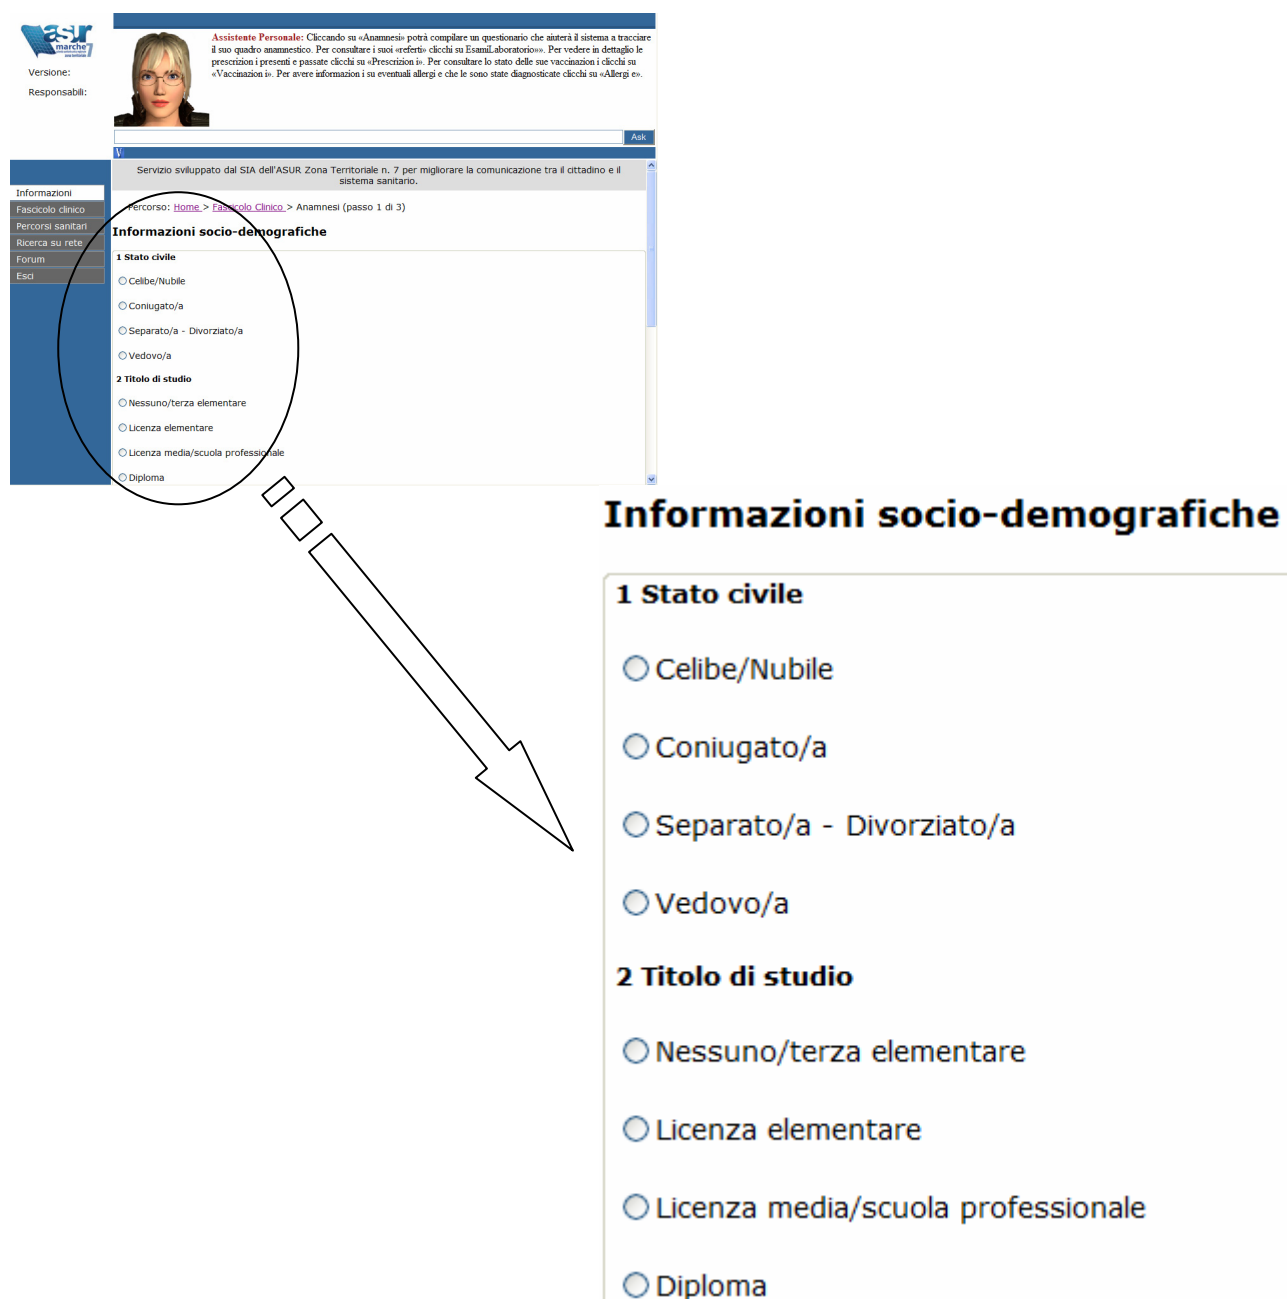 asur
marche 7
Versione:
Responsabili:
Assistente Personale: Cliccando su «Anamnesi» potrà compilare un questionario che aiuterà il sistema a tracciare
il suo quadro anamnestico. Per consultare i suoi «referti» clicchi su EsamiLaboratorio»». Per vedere in dettaglio le
prescrizion i presenti e passate clicchi su «Prescrizion i». Per consultare lo stato delle sue vaccinazion i clicchi su
«Vaccinazion i». Per avere informazion i su eventuali allergi e che le sono state diagnosticate clicchi su «Allergi e».
Ask
Servizio sviluppato dal SIA dell'ASUR Zona Territoriale n. 7 per migliorare la comunicazione tra il cittadino e il
sistema sanitario.
Informazioni
Fascicolo clinico
Percorsi sanitari
Ricerca su rete
Forum
Esci
Percorso: Home > Fascicolo Clinico > Anamnesi (passo 1 di 3)
Informazioni socio-demografiche
1 Stato civile
Celibe/Nubile
Coniugato/a
Separato/a - Divorziato/a
Vedovo/a
2 Titolo di studio
Nessuno/terza elementare
Licenza elementare
Licenza media/scuola professionale
Diploma
Informazioni socio-demografiche
1 Stato civile
Celibe/Nubile
Coniugato/a
Separato/a - Divorziato/a
Vedovo/a
2 Titolo di studio
Nessuno/terza elementare
Licenza elementare
Licenza media/scuola professionale
Diploma